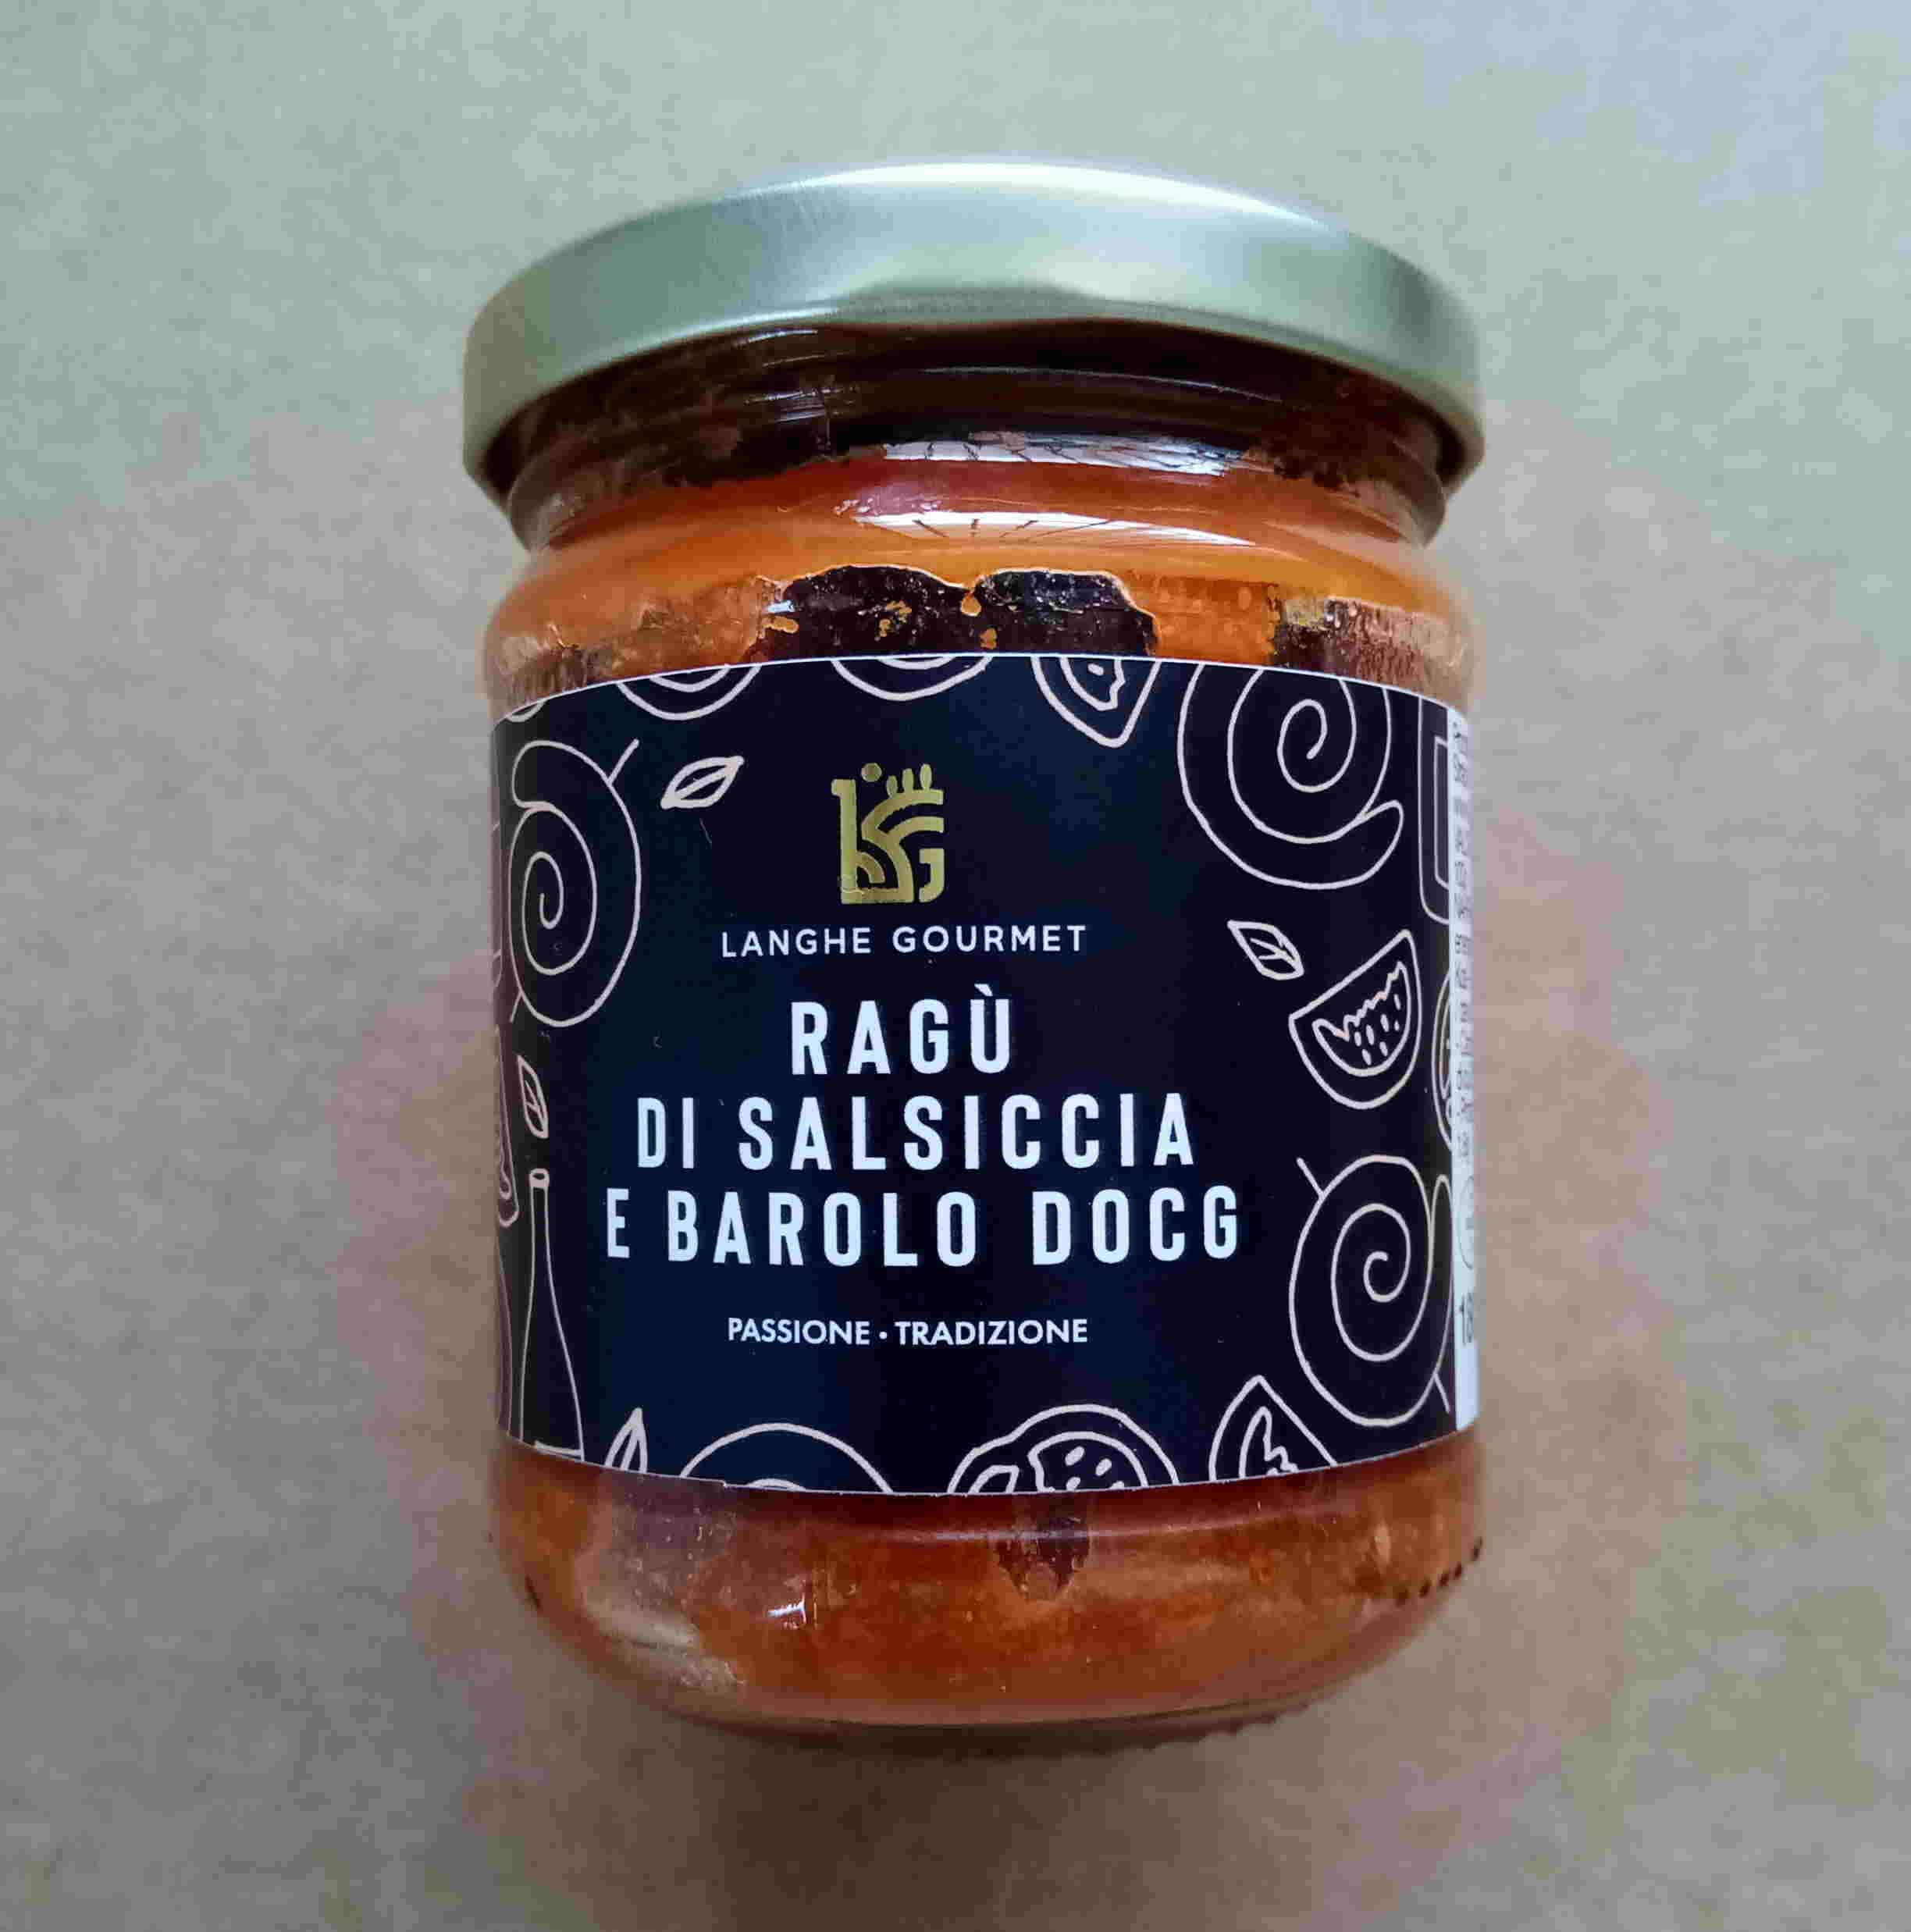 LANGHE GOURMET
RAGÙ
DI SALSICCIA
E BAROLO DOCG
PASSIONE • TRADIZIONE